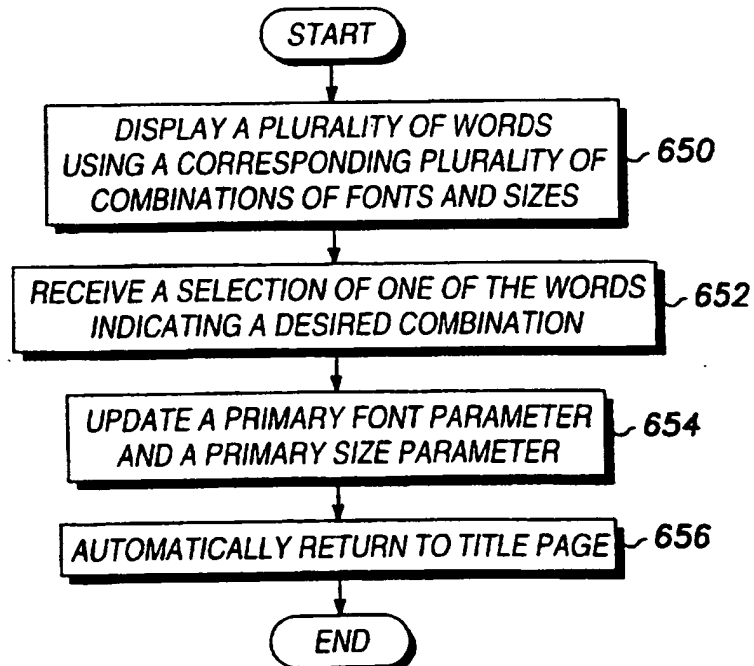 START
DISPLAY A PLURALITY OF WORDS
USING A CORRESPONDING PLURALITY OF
COMBINATIONS OF FONTS AND SIZES
650
RECEIVE A SELECTION OF ONE OF THE WORDS
INDICATING A DESIRED COMBINATION
652
UPDATE A PRIMARY FONT PARAMETER
AND A PRIMARY SIZE PARAMETER
654
AUTOMATICALLY RETURN TO TITLE PAGE
656
END